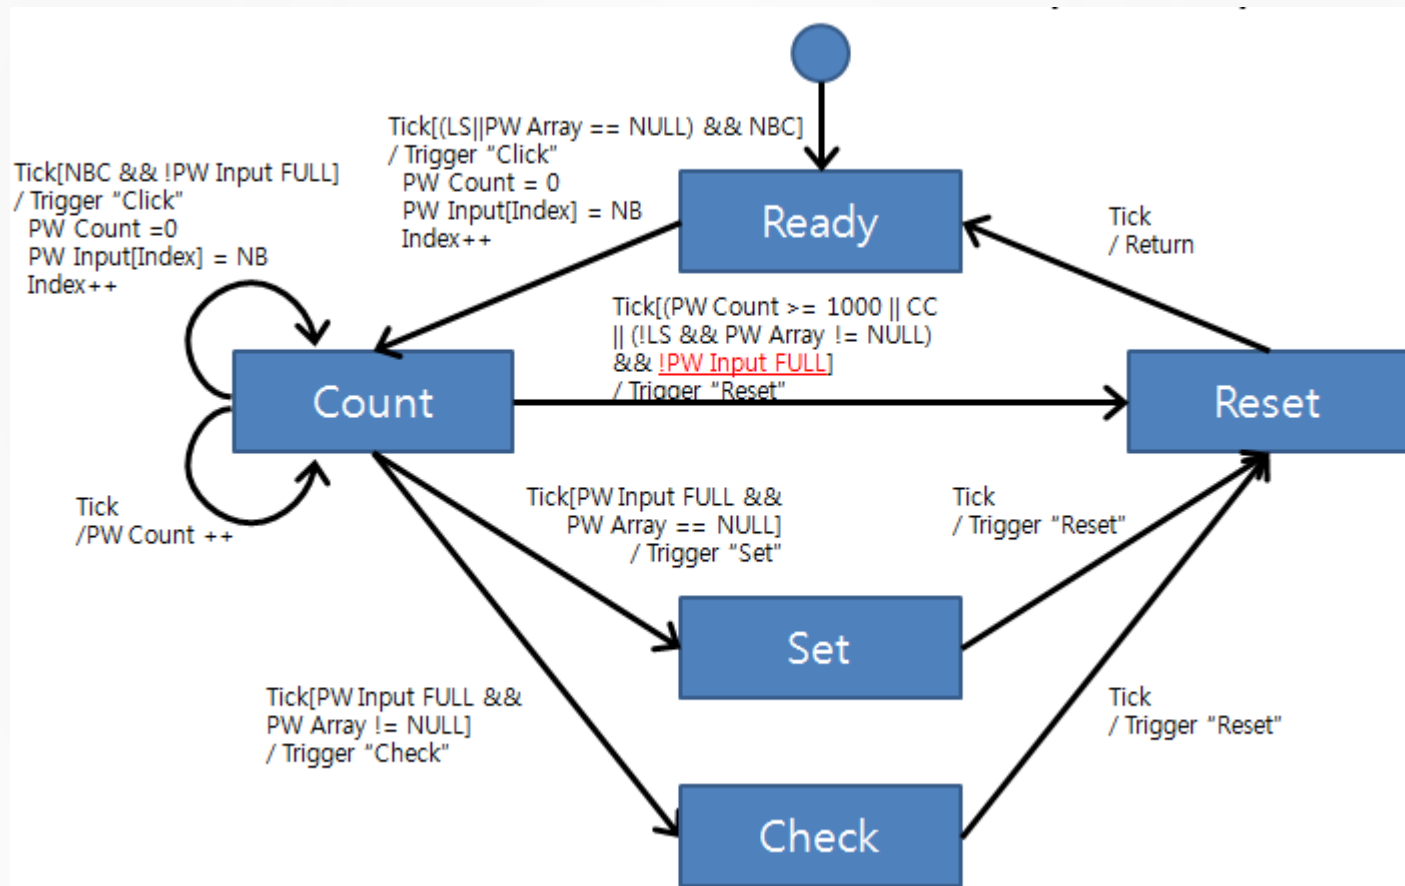 Tick[(LS||PW Array == NULL) && NBC]
/ Trigger “Click”
PW Count = 0
PW Input[Index] = NB
Index++
Tick[NBC && !PW Input FULL]
/ Trigger “Click”
PW Count =0
PW Input[Index] = NB
Index++
Ready
Tick
/ Return
Tick[(PW Count >= 1000 || CC
|| (!LS && PW Array != NULL)
&& !PW Input FULL]
/ Trigger “Reset”
Count
Reset
Tick
/PW Count ++
Tick[PW Input FULL &&
PW Array == NULL]
/ Trigger “Set”
Tick
/ Trigger “Reset”
Set
Tick[PW Input FULL &&
PW Array != NULL]
/ Trigger “Check”
Tick
/ Trigger “Reset”
Check